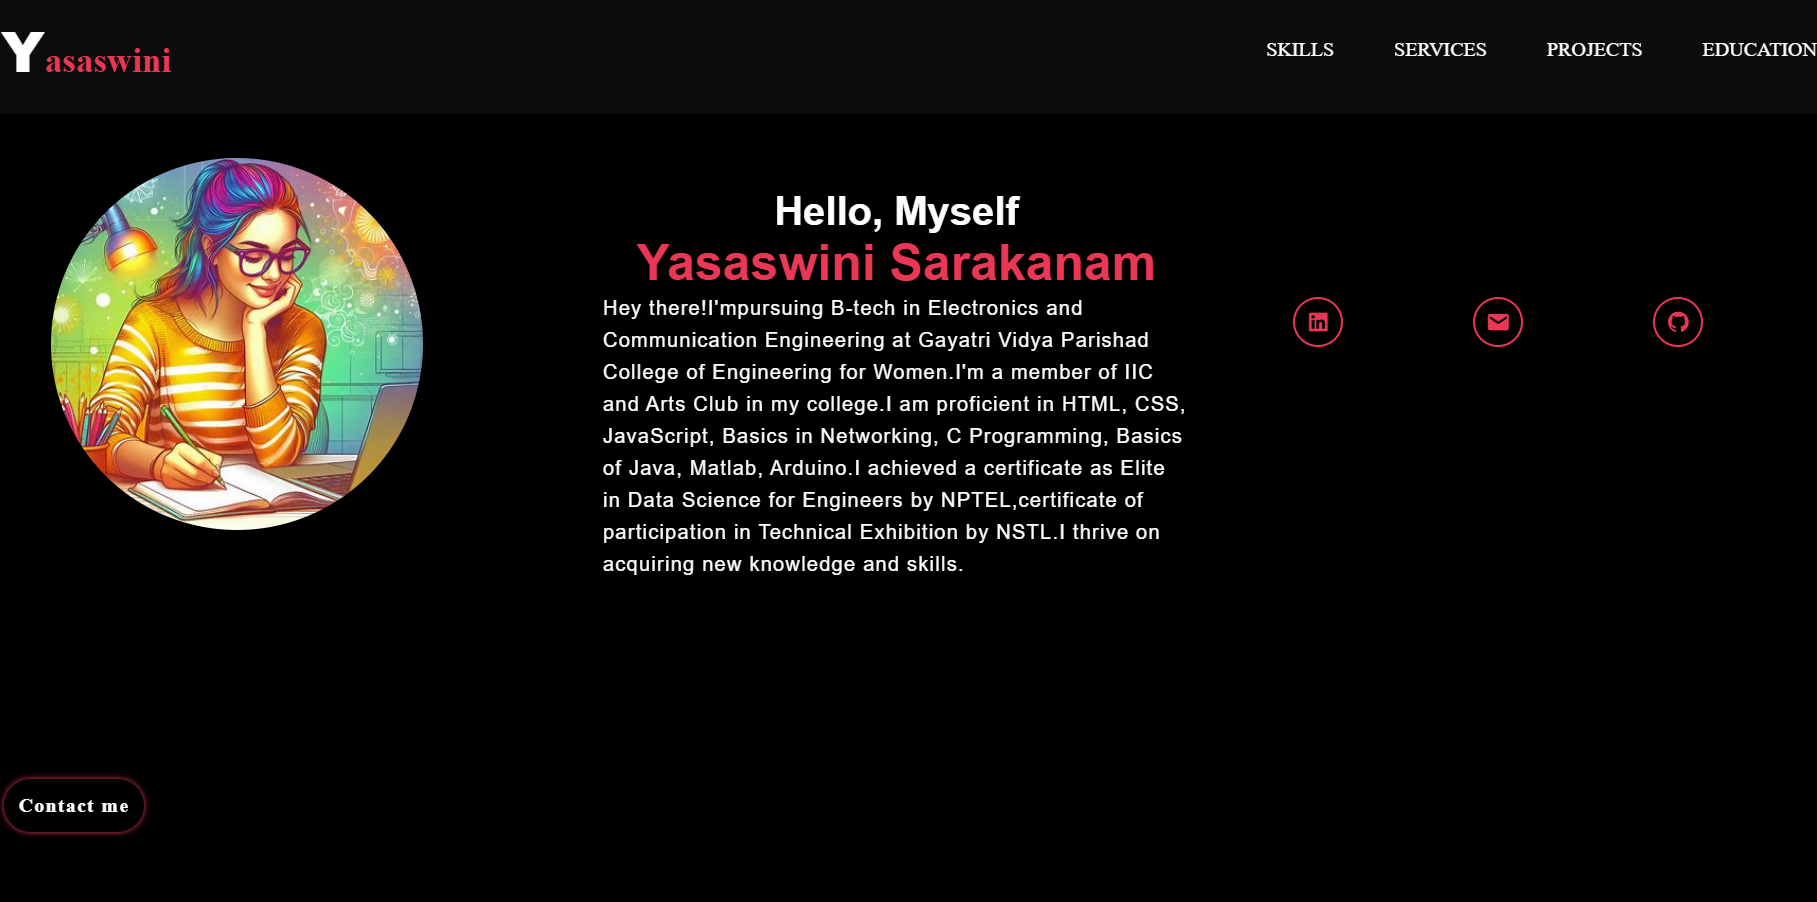 Yasaswini
SKILLS SERVICES PROJECTS EDUCATION
Hello, Myself
Yasaswini Sarakanam
Hey there!I'mpursuing B-tech in Electronics and
Communication Engineering at Gayatri Vidya Parishad
College of Engineering for Women.I'm a member of IIC
and Arts Club in my college.I am proficient in HTML, CSS,
JavaScript, Basics in Networking, C Programming, Basics
of Java, Matlab, Arduino.I achieved a certificate as Elite
in Data Science for Engineers by NPTEL,certificate of
participation in Technical Exhibition by NSTL.I thrive on
acquiring new knowledge and skills.
in
Contact me